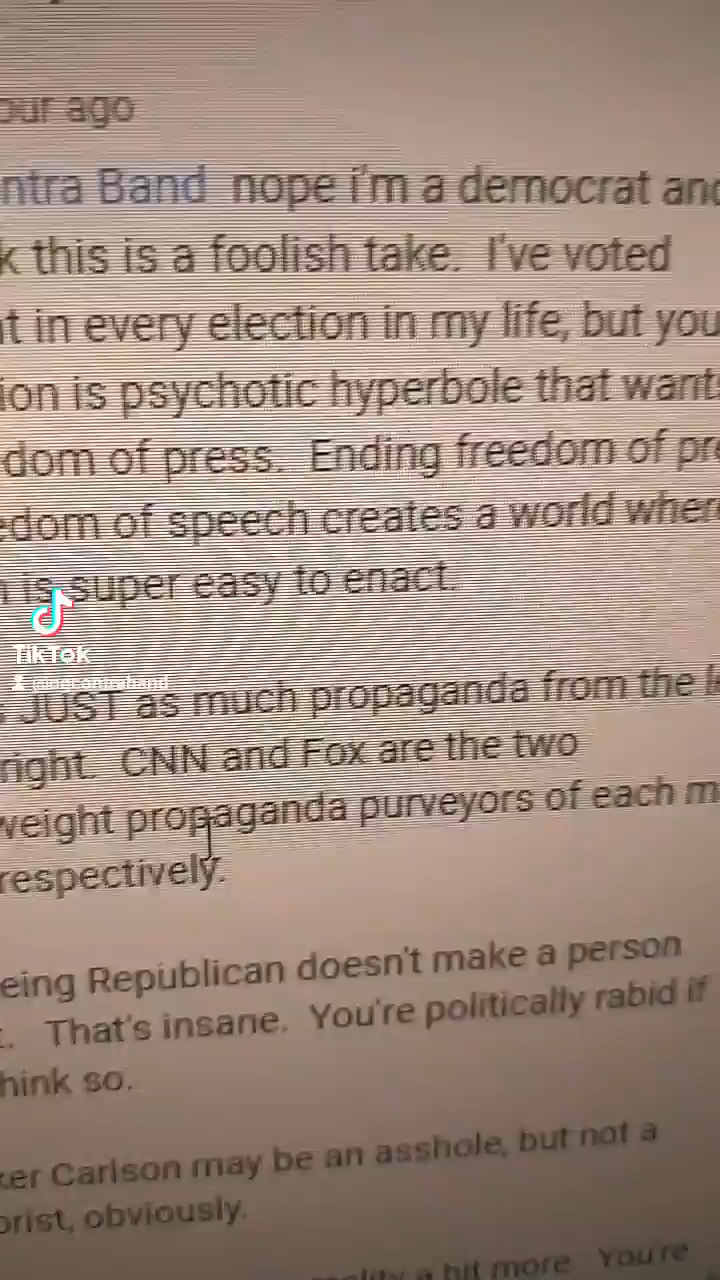 our ago
ntra Band nope i'm a democrat and
k this is a foolish take. I've voted
at in every election in my life, but you
ion is psychotic hyperbole that wants
dom of press. Ending freedom of pre
edom of speech creates a world wher
n is super easy to enact.
TikTok
JUST as much propaganda from the le
right. CNN and Fox are the two
weight propaganda purveyors of each m
respectively.
eing Republican doesn't make a person
t. That's insane. You're politically rabid if
hink so.
ker Carlson may be an asshole, but not a
orist, obviously.
a bit more. You're